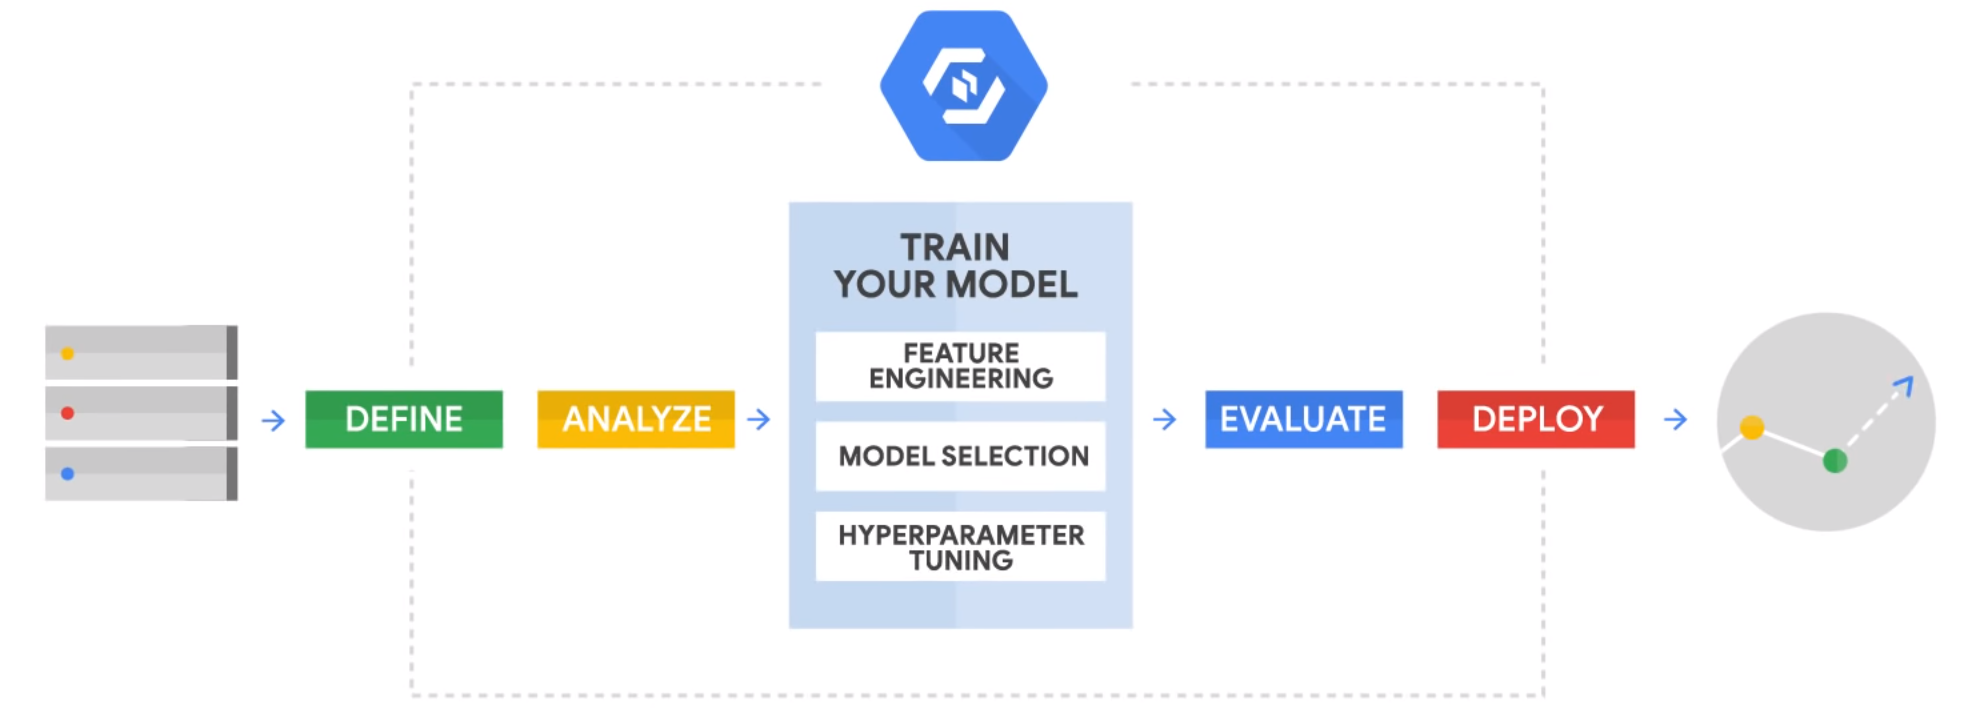 TRAIN
YOUR MODEL
FEATURE
ENGINEERING
DEFINE
ANALYZE
EVALUATE
DEPLOY
MODEL SELECTION
HYPERPARAMETER
TUNING